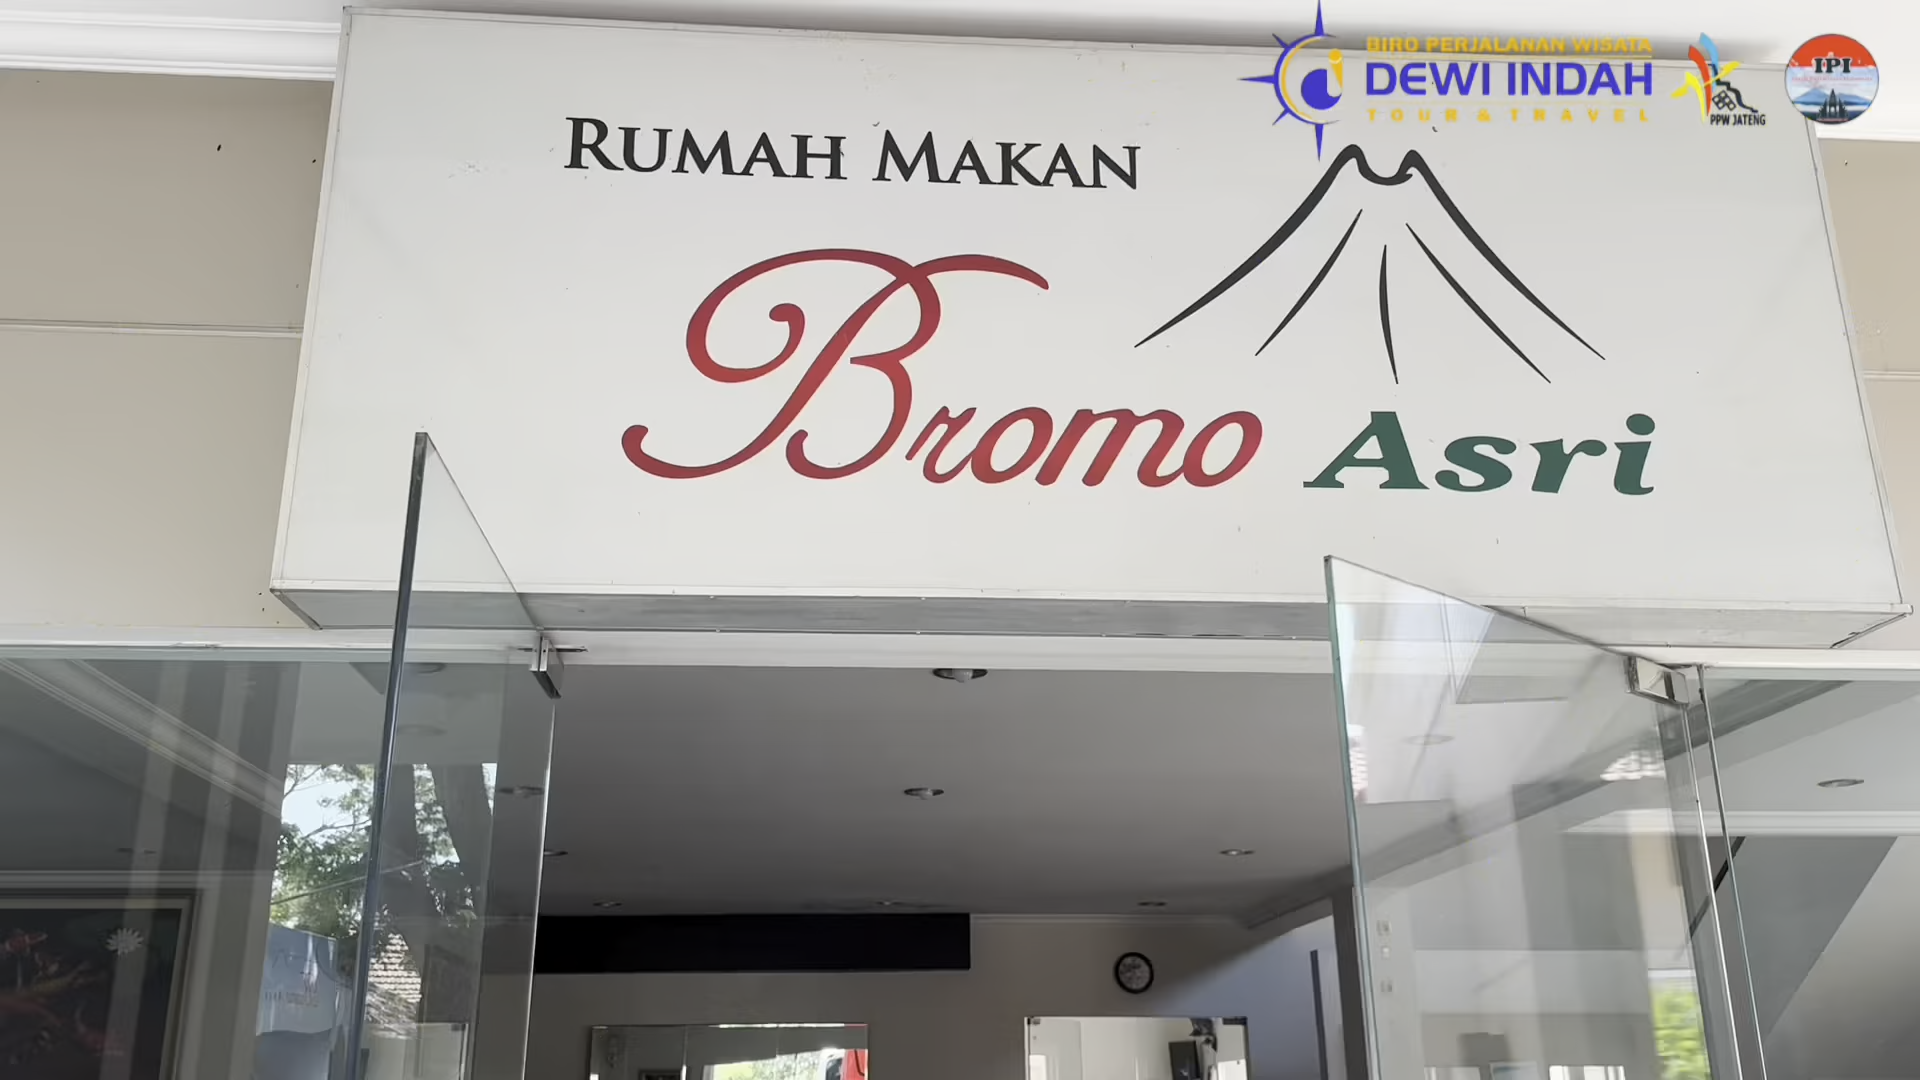 BIRO PERJALANAN WISATA
DEWI INDAH
TOUR & TRAVEL
PPW JATENG
IPI
RUMAH MAKAN
Bromo Asri